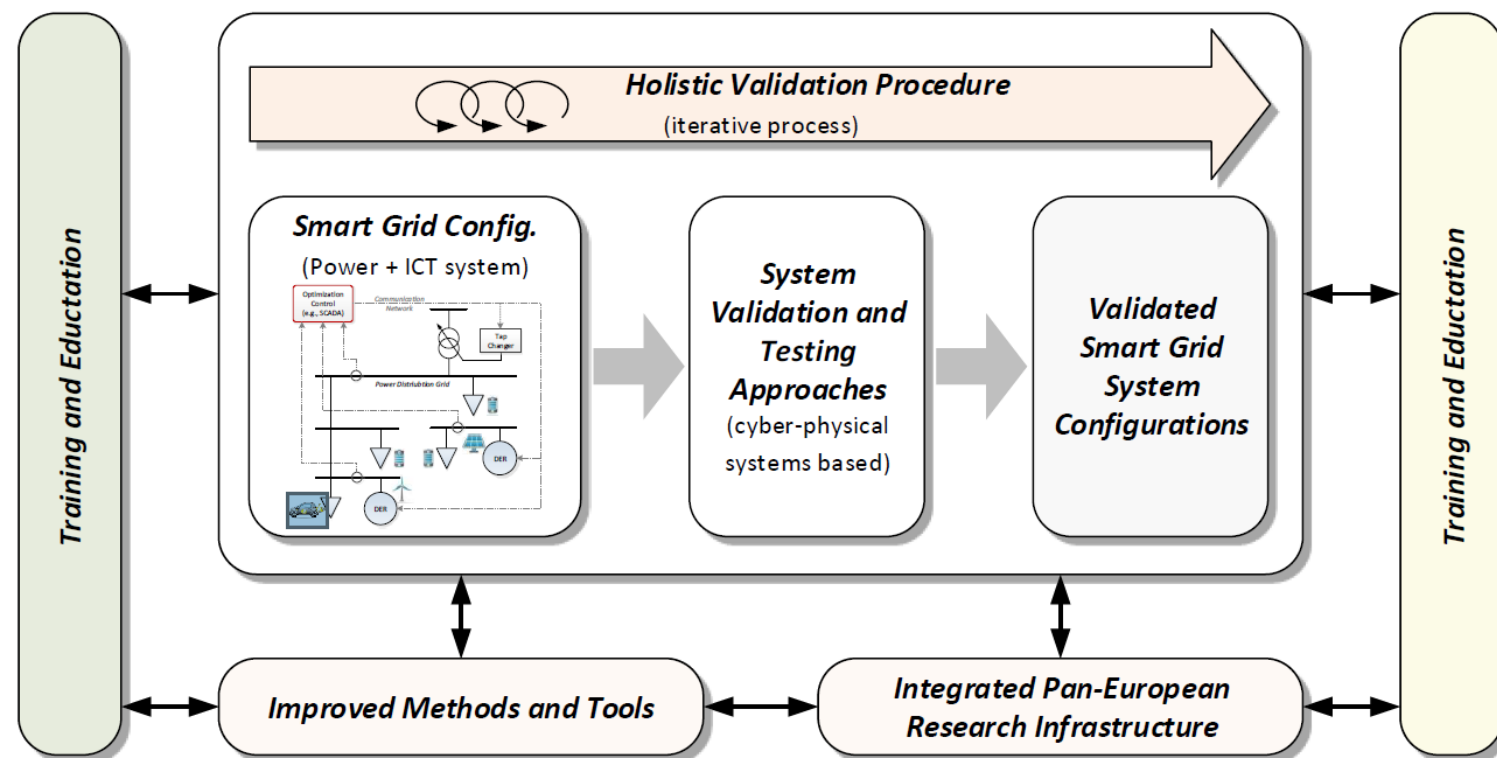 Training and Eductation
Holistic Validation Procedure
(iterative process)
Smart Grid Config.
(Power + ICT system)
Optimization
Control
(e.g., SCADA)
Communication
Network
Tap
Changer
Power Distriubtion Grid
DER
DER
System
Validation and
Testing
Approaches
(cyber-physical
systems based)
Validated
Smart Grid
System
Configurations
Improved Methods and Tools
Integrated Pan-European
Research Infrastructure
Training and Eductation